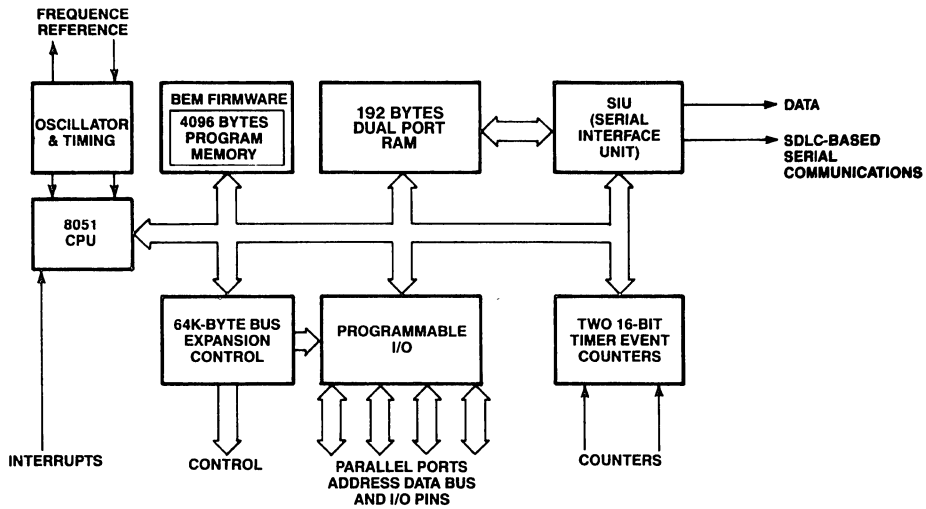 FREQUENCE
REFERENCE
OSCILLATOR
& TIMING
BEM FIRMWARE
4096 BYTES
PROGRAM
MEMORY
192 BYTES
DUAL PORT
RAM
SIU
(SERIAL
INTERFACE
UNIT)
DATA
SDLC-BASED
SERIAL
COMMUNICATIONS
8051
CPU
64K-BYTE BUS
EXPANSION
CONTROL
PROGRAMMABLE
I/O
TWO 16-BIT
TIMER EVENT
COUNTERS
INTERRUPTS
CONTROL
PARALLEL PORTS
ADDRESS DATA BUS
AND I/O PINS
COUNTERS